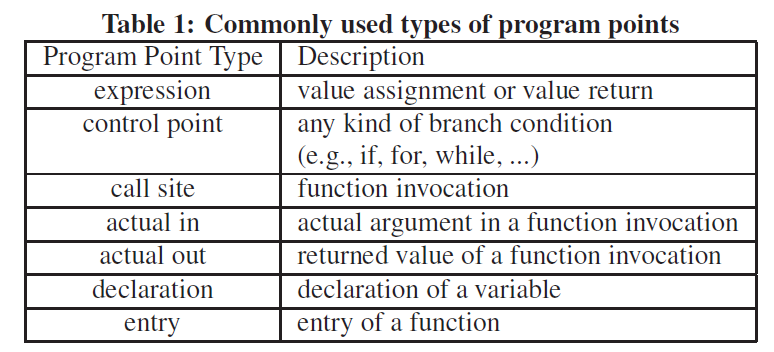 Table 1: Commonly used types of program points
Program Point Type Description
expression value assignment or value return
control point any kind of branch condition
(e.g., if, for, while, ...)
call site function invocation
actual in actual argument in a function invocation
actual out returned value of a function invocation
declaration declaration of a variable
entry entry of a function